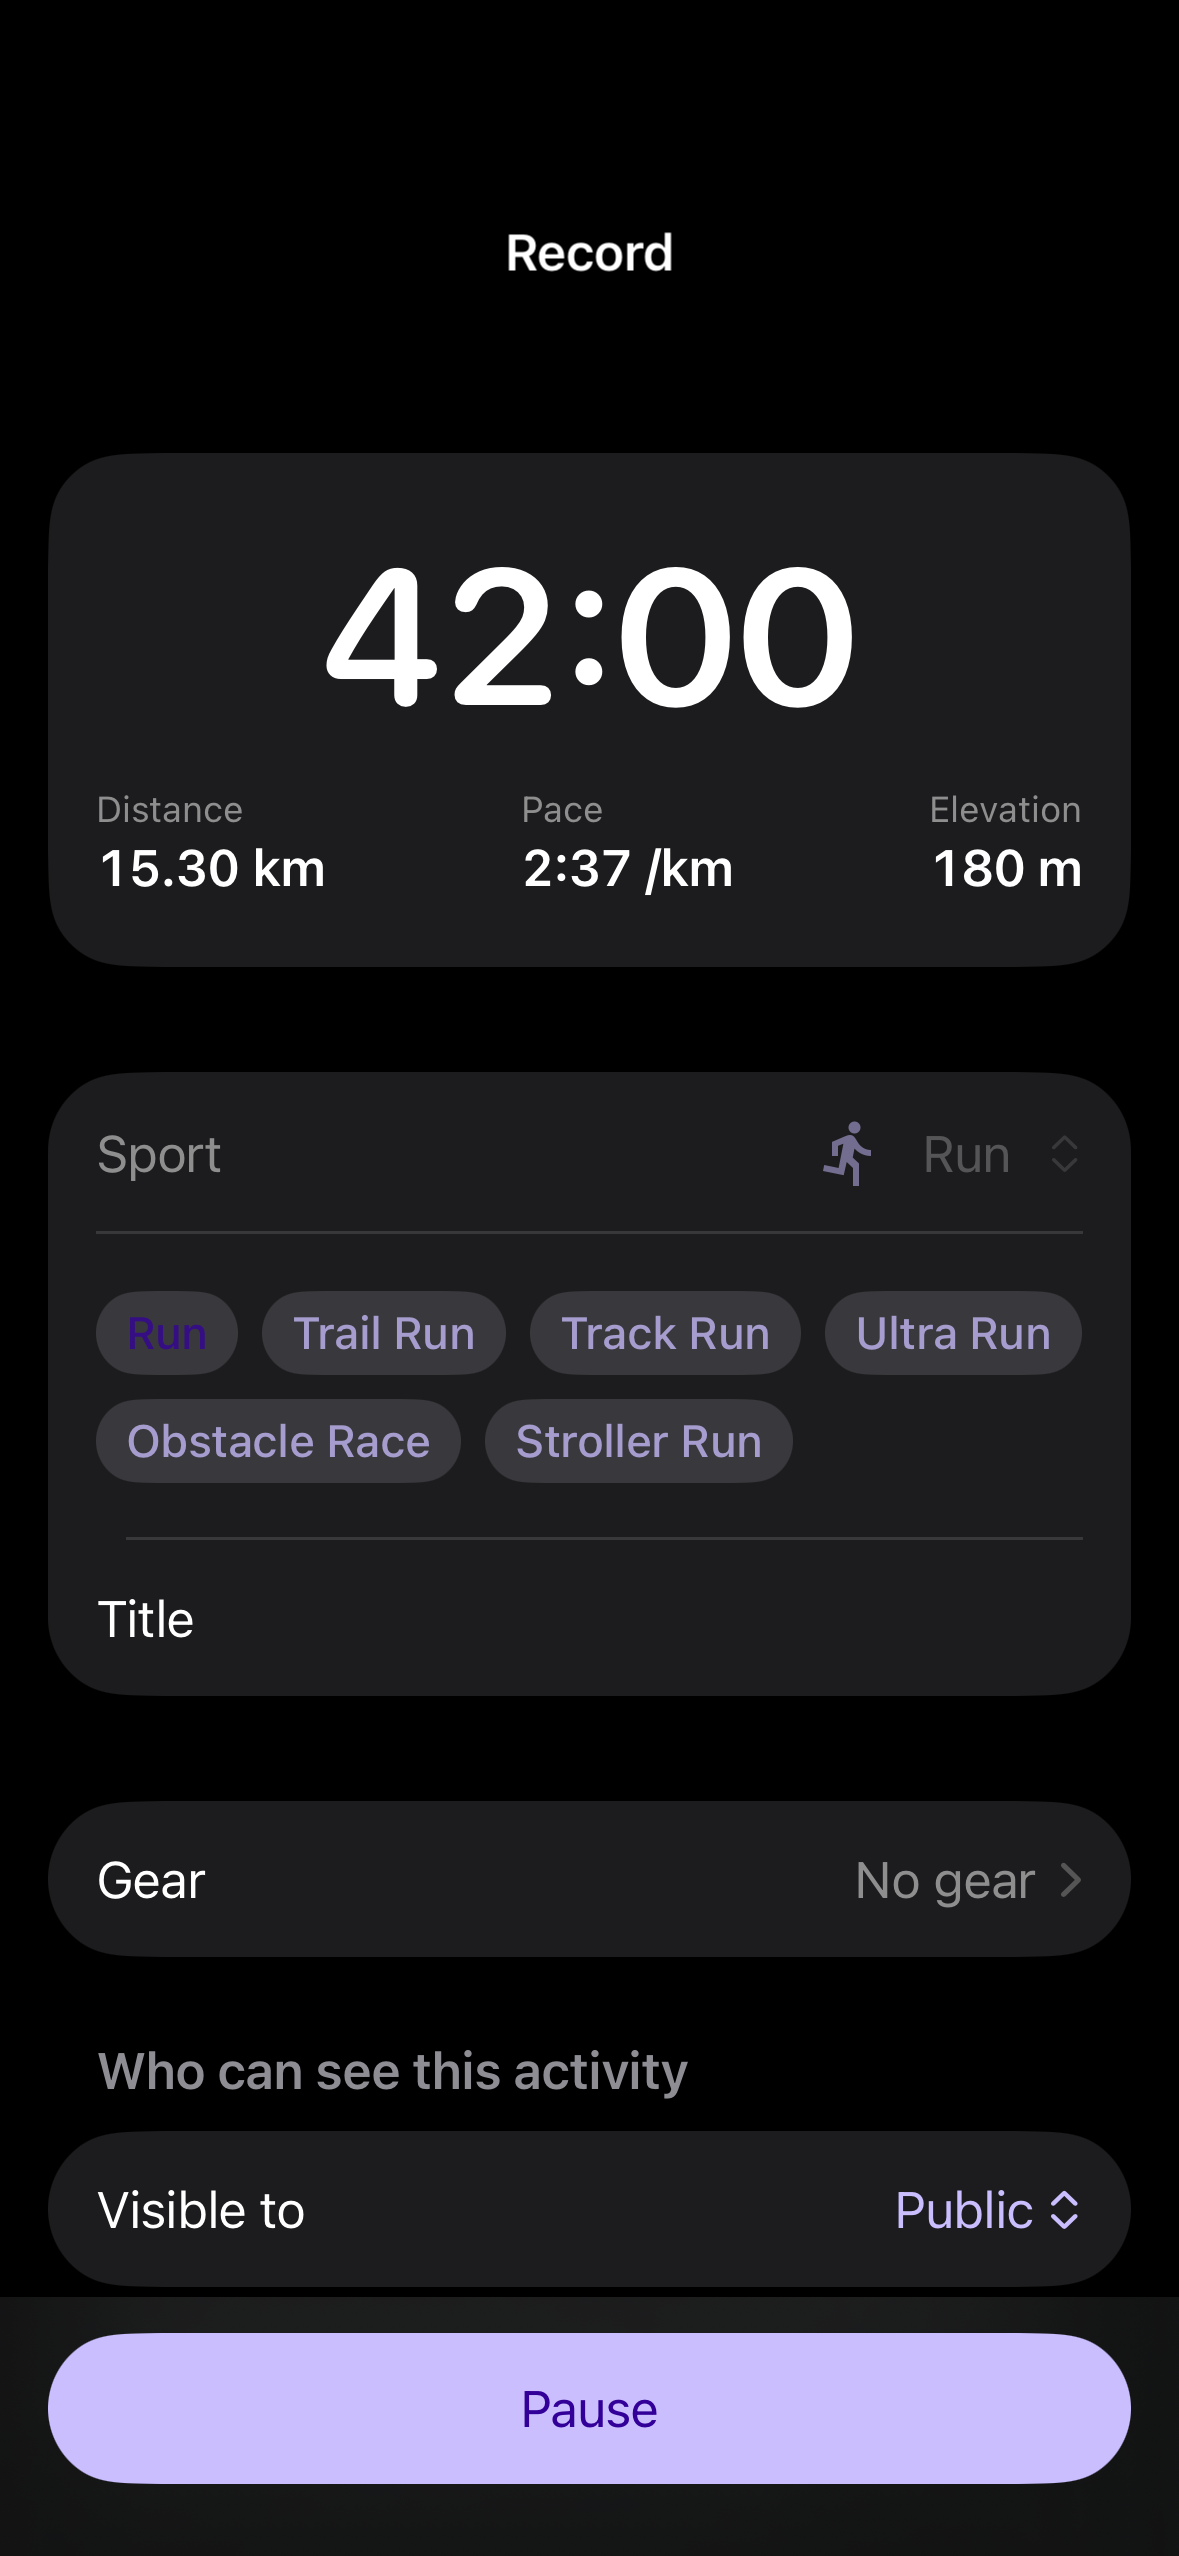 Record
42:00
Distance Pace Elevation
15.30 km 2:37 /km 180 m
Sport Run
Run Trail Run Track Run Ultra Run
Obstacle Race Stroller Run
Title
Gear No gear
Who can see this activity
Visible to Public
Pause